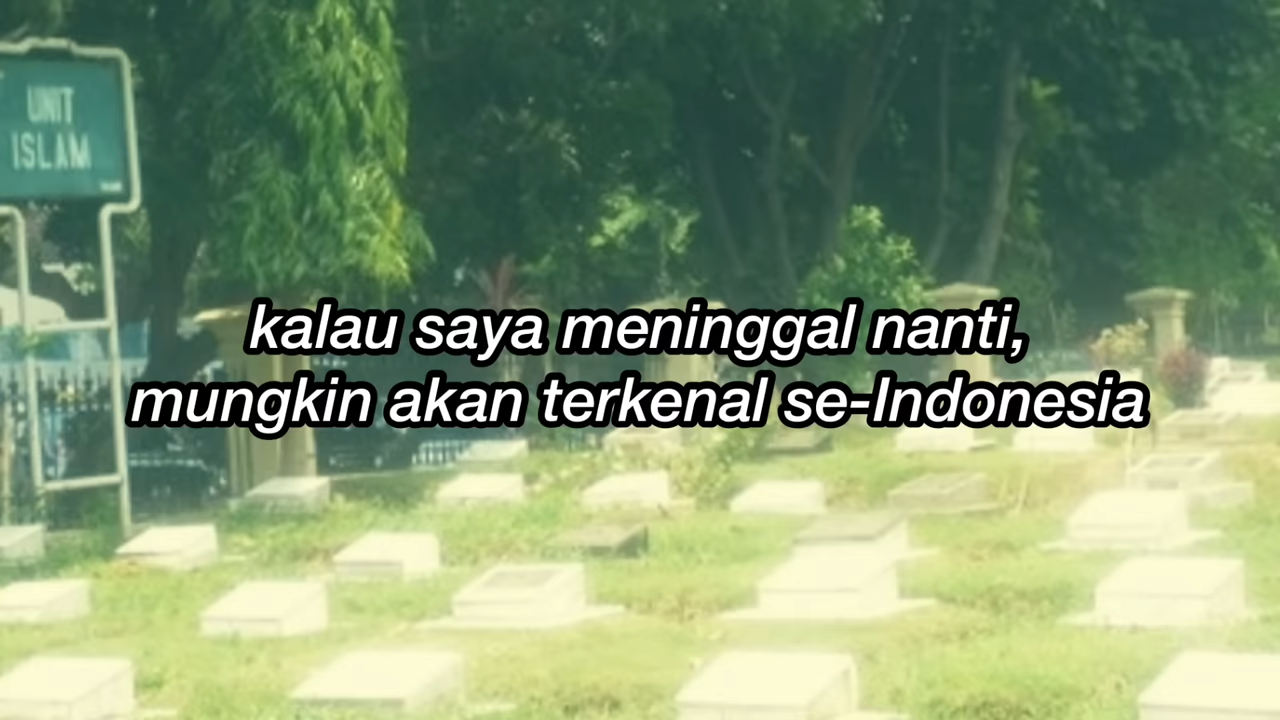 UNIT
ISLAM
kalau saya meninggal nanti,
mungkin akan terkenal se-Indonesia